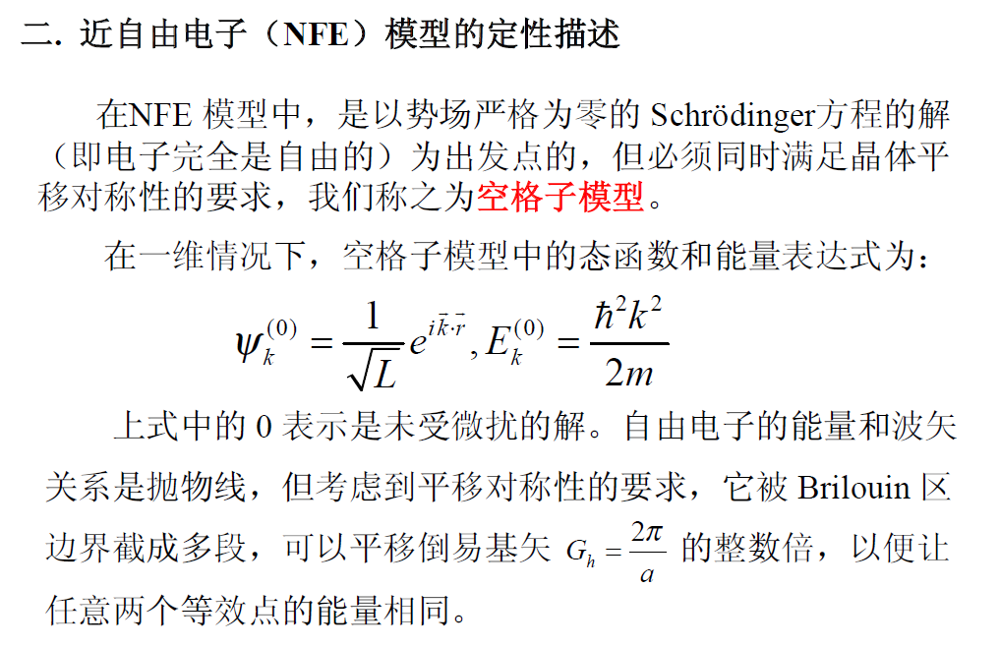 二. 近自由电子（NFE）模型的定性描述
在NFE 模型中，是以势场严格为零的 Schrödinger方程的解
（即电子完全是自由的）为出发点的，但必须同时满足晶体平
移对称性的要求，我们称之为空格子模型。
在一维情况下，空格子模型中的态函数和能量表达式为：
$\psi_k^{(0)} = \frac{1}{\sqrt{L}} e^{i\vec{k}\cdot\vec{r}}, E_k^{(0)} = \frac{\hbar^2 k^2}{2m}$
上式中的 0 表示是未受微扰的解。自由电子的能量和波矢
关系是抛物线，但考虑到平移对称性的要求，它被 Brilouin 区
边界截成多段，可以平移倒易基矢 $G_h = \frac{2\pi}{a}$ 的整数倍，以便让
任意两个等效点的能量相同。